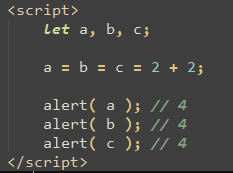 <script>
let a, b, c;
a = b = c = 2 + 2;
alert( a ); // 4
alert( b ); // 4
alert( c ); // 4
</script>